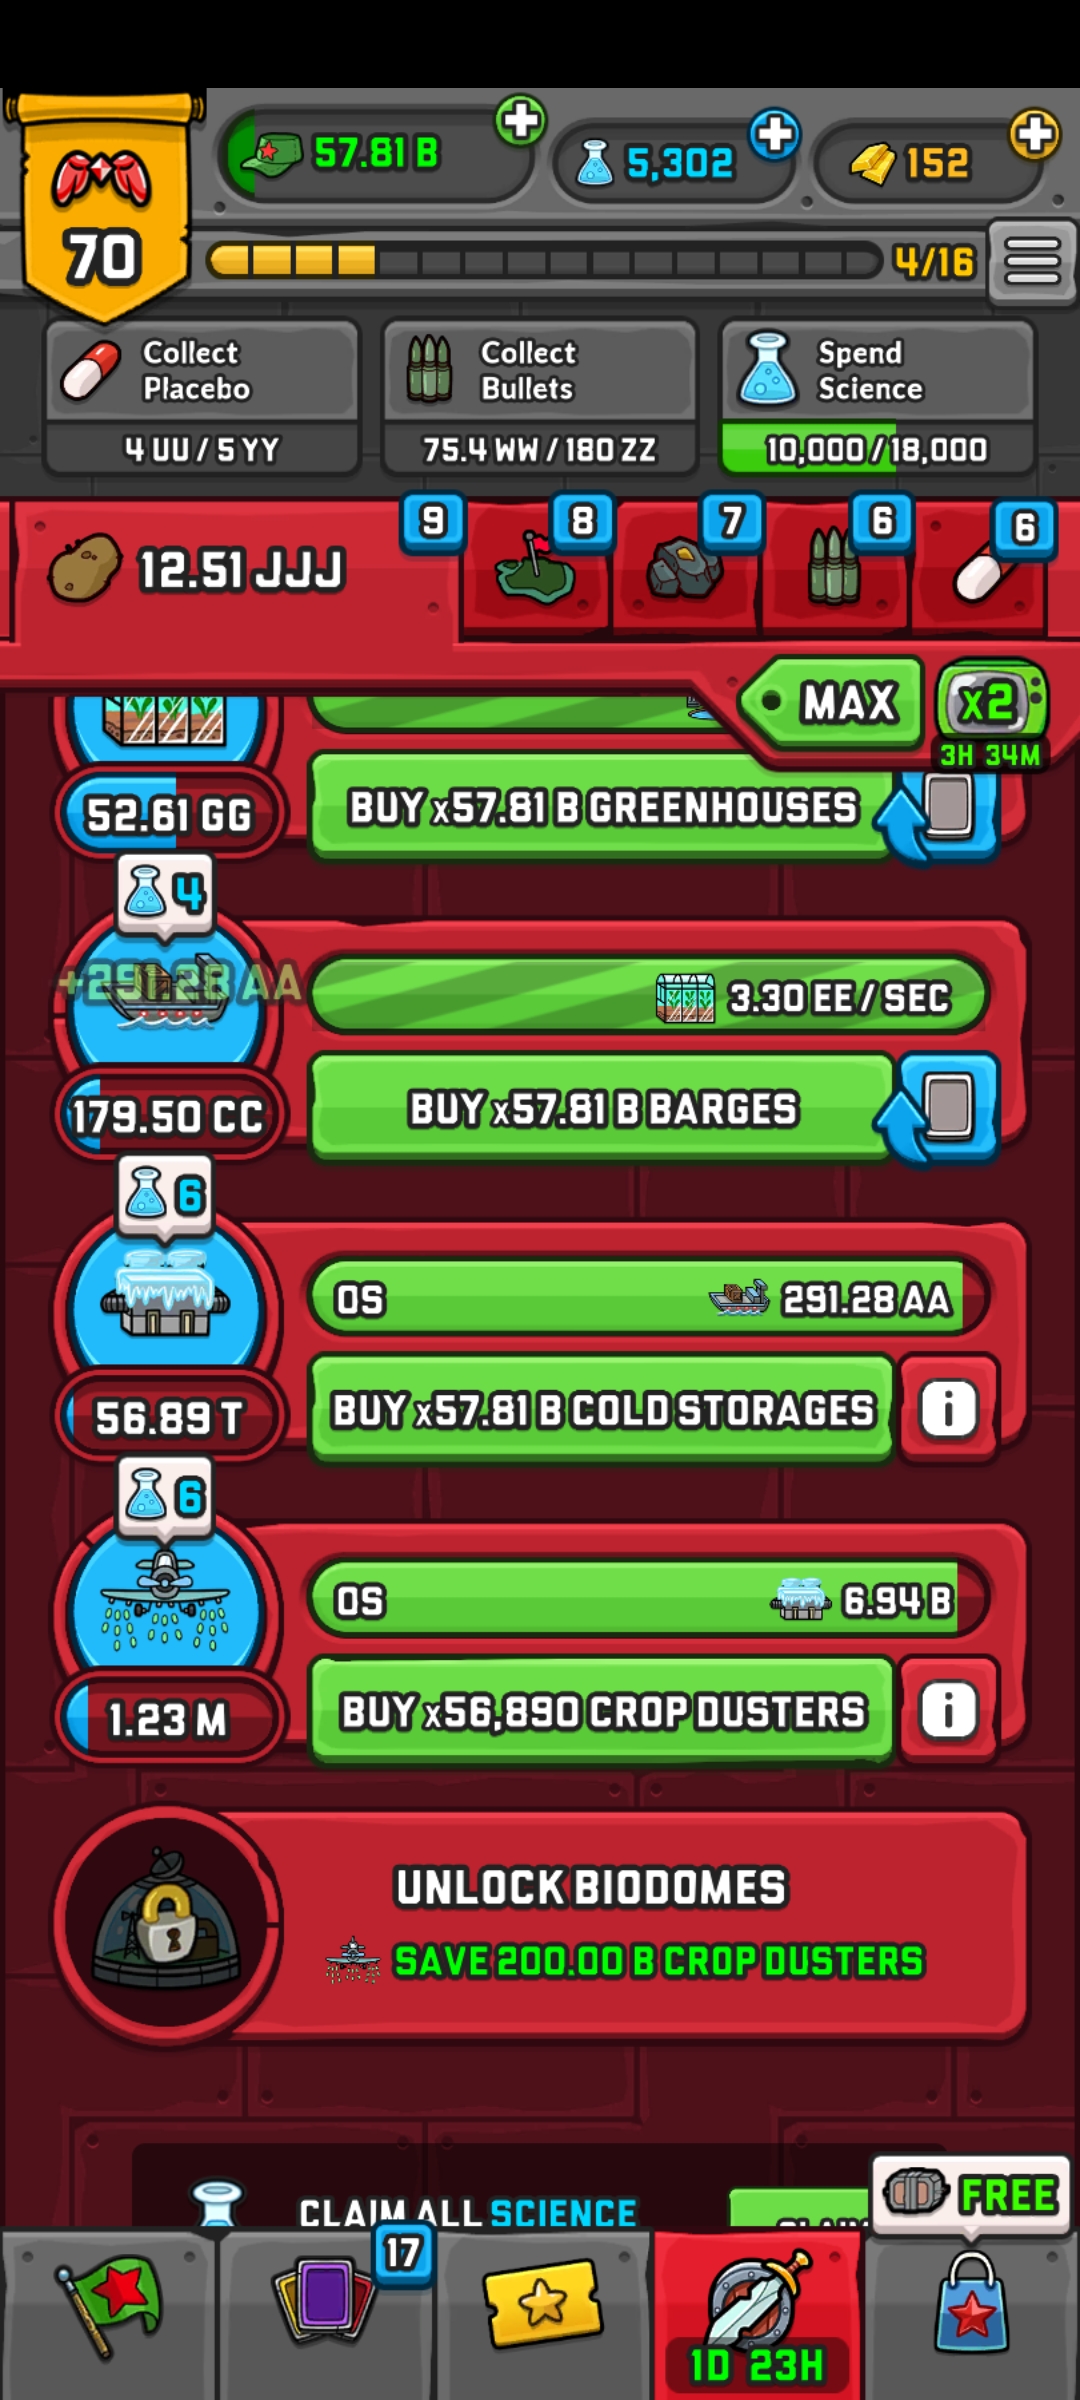 57.81 B
5,302
152
70
4/16
Collect
Placebo
4 UU / 5 YY
Collect
Bullets
75.4 WW / 180 ZZ
Spend
Science
10,000 / 18,000
12.51 JJJ
9
8
7
6
6
MAX
x2
3H 34M
52.61 GG
BUY x57.81 B GREENHOUSES
4
+291.28 AA
3.30 EE / SEC
179.50 CC
BUY x57.81 B BARGES
6
0S
291.28 AA
56.89 T
BUY x57.81 B COLD STORAGES
i
6
0S
6.94 B
1.23 M
BUY x56,890 CROP DUSTERS
i
UNLOCK BIODOMES
SAVE 200.00 B CROP DUSTERS
CLAIM ALL SCIENCE
FREE
17
1D 23H